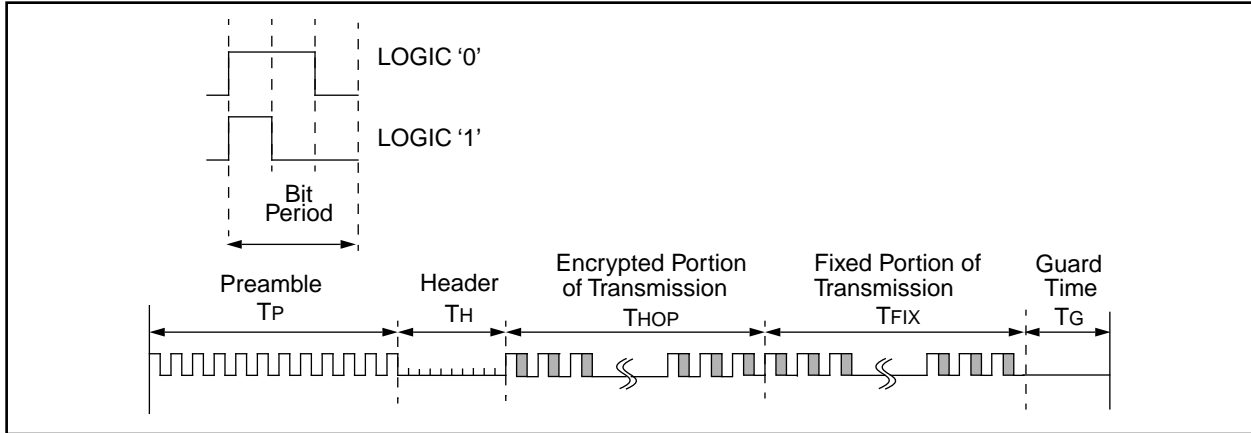 LOGIC ‘0’
LOGIC ‘1’
Bit
Period
Preamble
TP
Header
TH
Encrypted Portion
of Transmission
THOP
Fixed Portion of
Transmission
TFIX
Guard
Time
TG